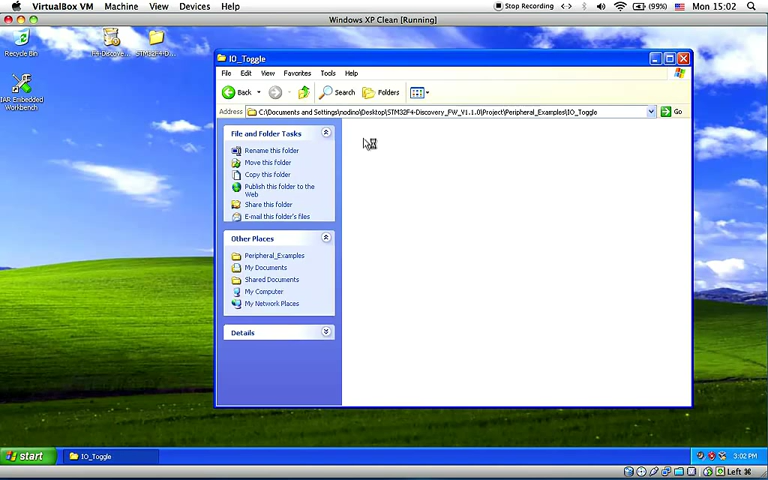 VirtualBox VM Machine View Devices Help Stop Recording (99%) Mon 15:02
Windows XP Clean [Running]
Recycle Bin
F4-Discove...
STM32F4-D...
IAR Embedded
Workbench
IO_Toggle
File Edit View Favorites Tools Help
Back Search Folders
Address C:\Documents and Settings\nodino\Desktop\STM32F4-Discovery_FW_V1.1.0\Project\Peripheral_Examples\IO_Toggle Go
File and Folder Tasks
Rename this folder
Move this folder
Copy this folder
Publish this folder to the
Web
Share this folder
E-mail this folder's files
Other Places
Peripheral_Examples
My Documents
Shared Documents
My Computer
My Network Places
Details
start IO_Toggle 3:02 PM
Left ⌘